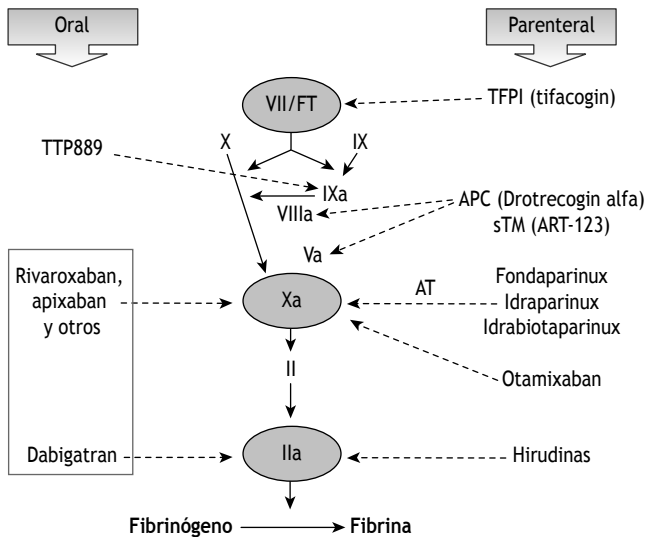 Oral
Parenteral
VII/FT
TFPI (tifacogin)
X
IX
TTP889
IXa
VIIIa
APC (Drotrecogin alfa)
sTM (ART-123)
Va
Rivaroxaban,
apixaban
y otros
Xa
AT
Fondaparinux
Idraparinux
Idrabiotaparinux
II
Otamixaban
Dabigatran
IIa
Hirudinas
Fibrinógeno
Fibrina